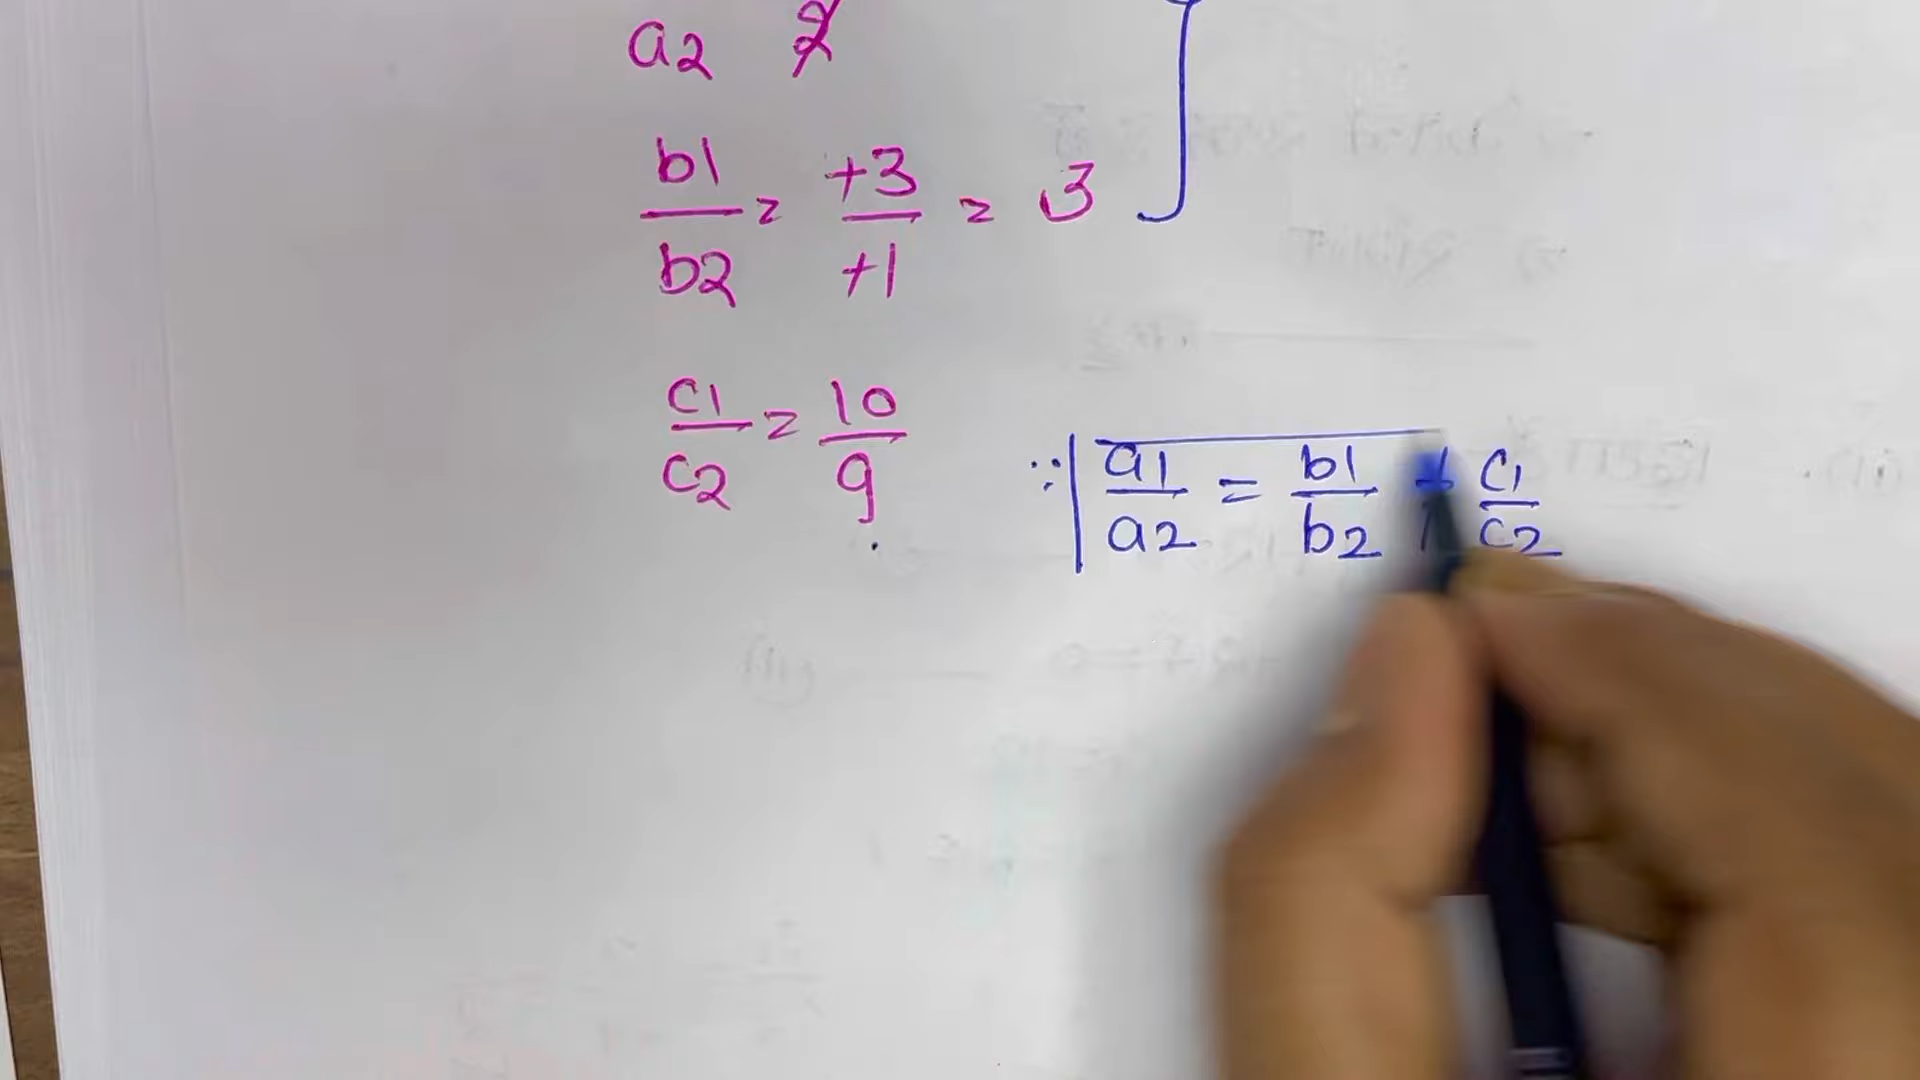 a2 2
b1/b2 = +3/+1 = 3
c1/c2 = 10/9
∵ a1/a2 = b1/b2 ≠ c1/c2